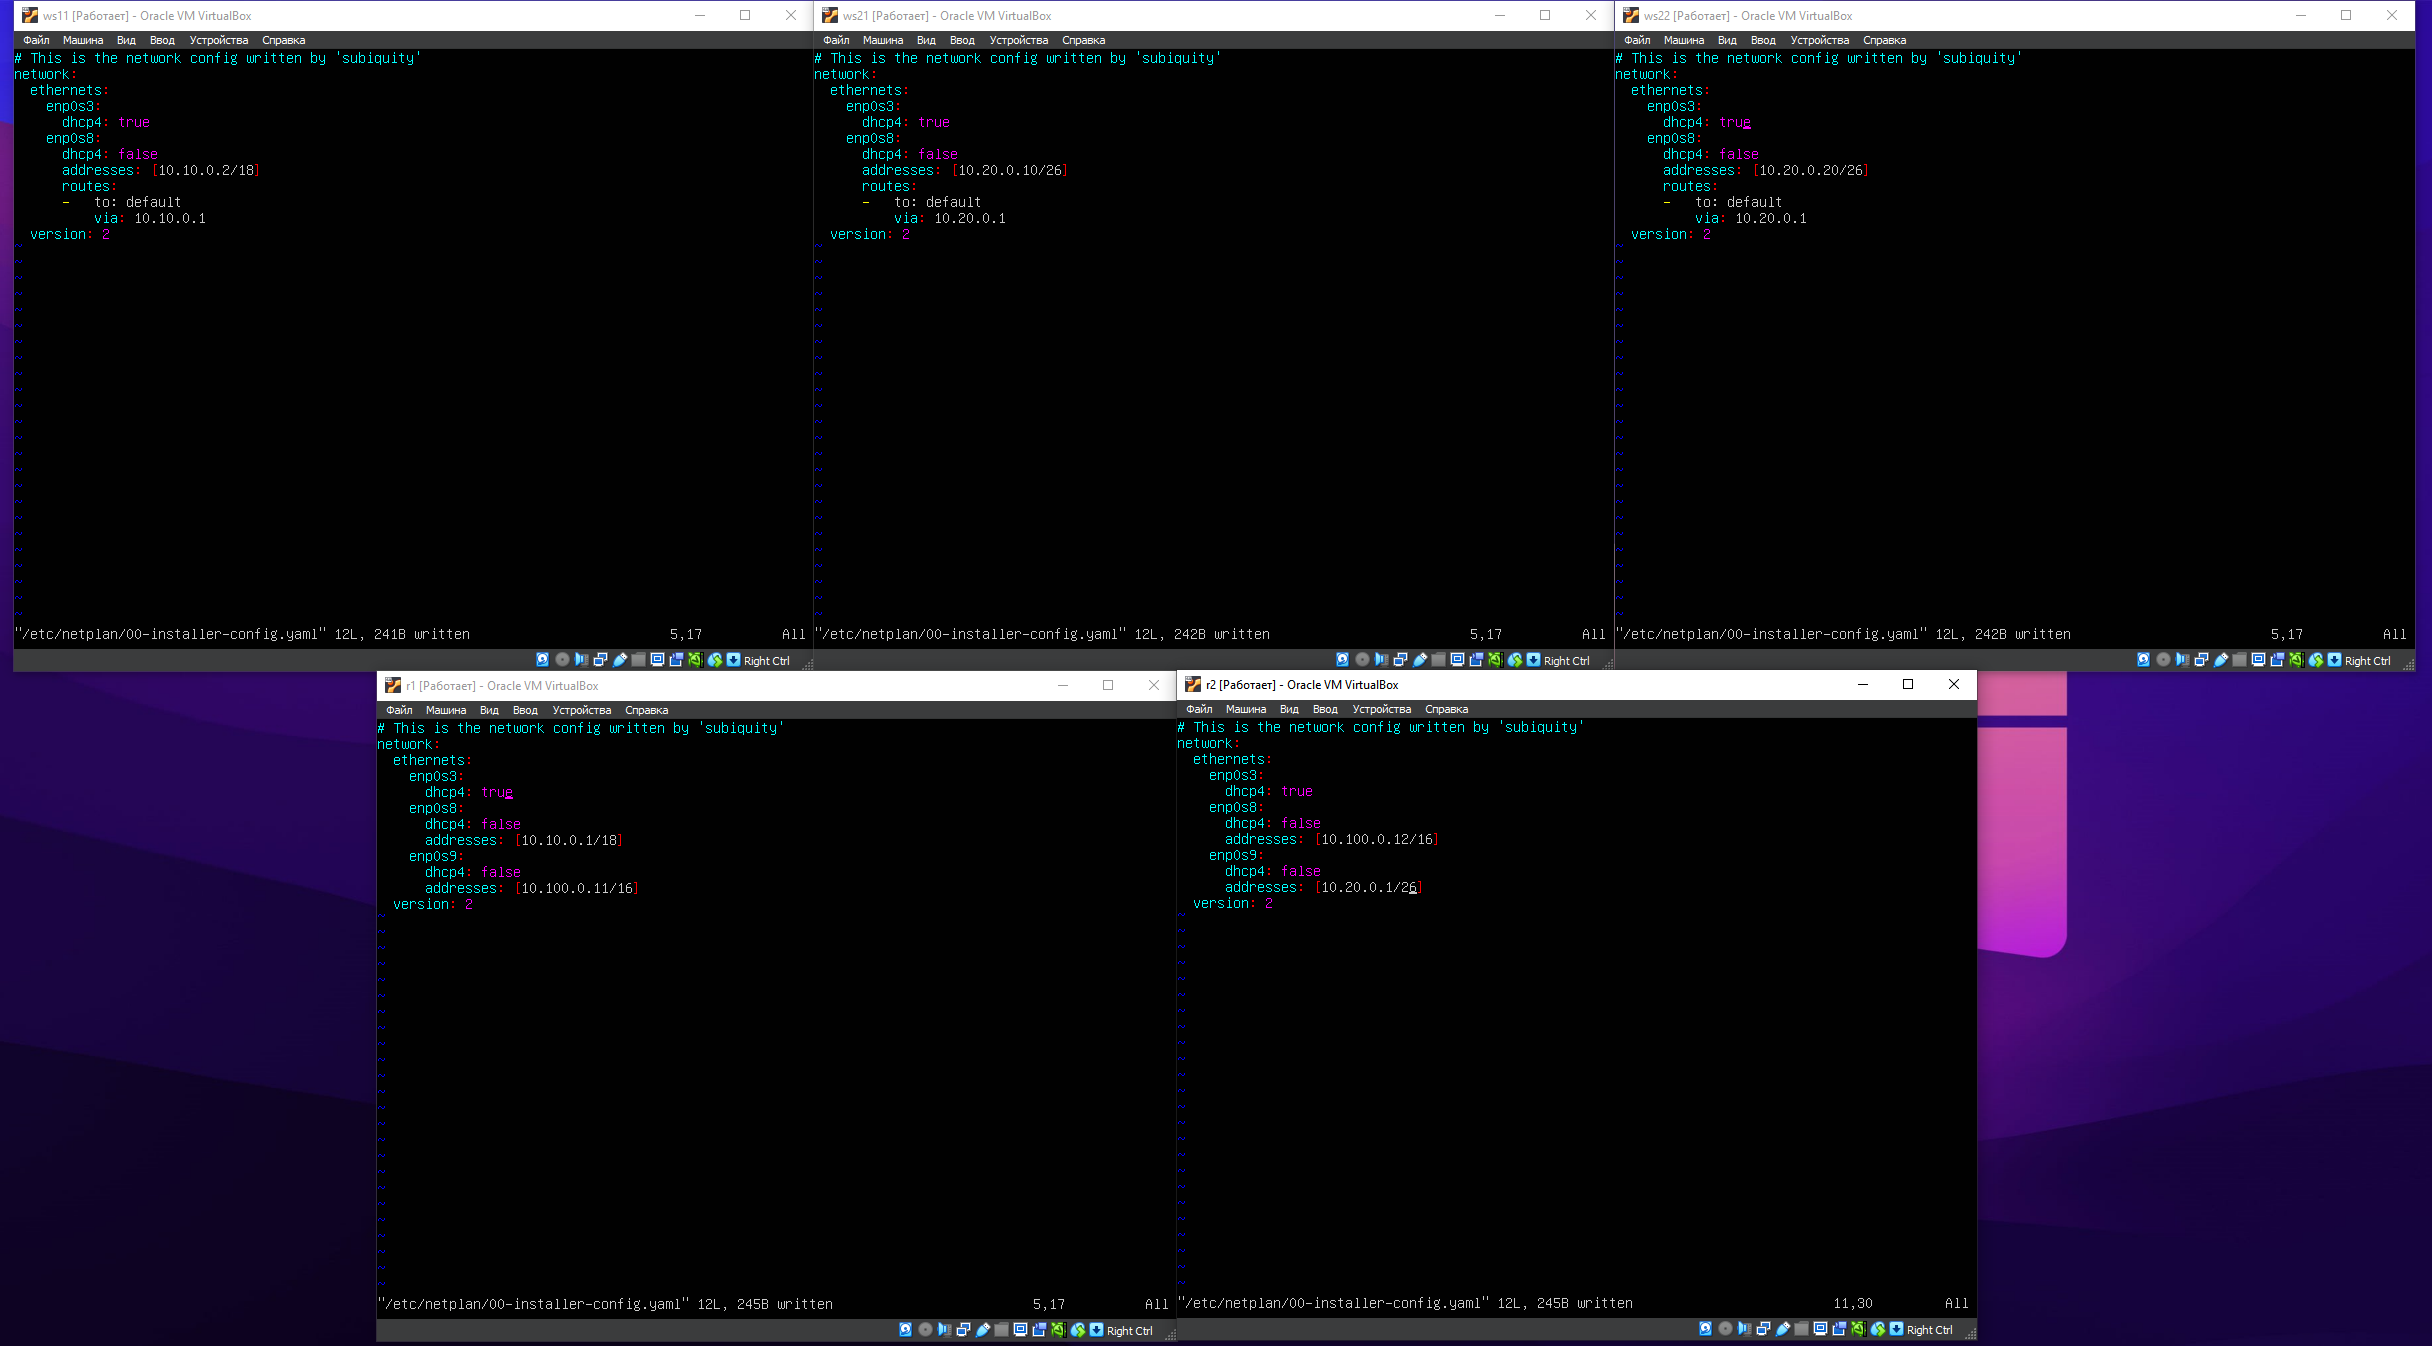 ws11 [Работает] - Oracle VM VirtualBox
Файл Машина Вид Ввод Устройства Справка
# This is the network config written by 'subiquity'
network:
  ethernets:
    enp0s3:
      dhcp4: true
    enp0s8:
      dhcp4: false
      addresses: [10.10.0.2/18]
      routes:
      -   to: default
          via: 10.10.0.1
  version: 2
"/etc/netplan/00-installer-config.yaml" 12L, 241B written 5,17 All
Right Ctrl
ws21 [Работает] - Oracle VM VirtualBox
Файл Машина Вид Ввод Устройства Справка
# This is the network config written by 'subiquity'
network:
  ethernets:
    enp0s3:
      dhcp4: true
    enp0s8:
      dhcp4: false
      addresses: [10.20.0.10/26]
      routes:
      -   to: default
          via: 10.20.0.1
  version: 2
"/etc/netplan/00-installer-config.yaml" 12L, 242B written 5,17 All
Right Ctrl
ws22 [Работает] - Oracle VM VirtualBox
Файл Машина Вид Ввод Устройства Справка
# This is the network config written by 'subiquity'
network:
  ethernets:
    enp0s3:
      dhcp4: true
    enp0s8:
      dhcp4: false
      addresses: [10.20.0.20/26]
      routes:
      -   to: default
          via: 10.20.0.1
  version: 2
"/etc/netplan/00-installer-config.yaml" 12L, 242B written 5,17 All
Right Ctrl
r1 [Работает] - Oracle VM VirtualBox
Файл Машина Вид Ввод Устройства Справка
# This is the network config written by 'subiquity'
network:
  ethernets:
    enp0s3:
      dhcp4: true
    enp0s8:
      dhcp4: false
      addresses: [10.10.0.1/18]
    enp0s9:
      dhcp4: false
      addresses: [10.100.0.11/16]
  version: 2
"/etc/netplan/00-installer-config.yaml" 12L, 245B written 5,17 All
Right Ctrl
r2 [Работает] - Oracle VM VirtualBox
Файл Машина Вид Ввод Устройства Справка
# This is the network config written by 'subiquity'
network:
  ethernets:
    enp0s3:
      dhcp4: true
    enp0s8:
      dhcp4: false
      addresses: [10.100.0.12/16]
    enp0s9:
      dhcp4: false
      addresses: [10.20.0.1/26]
  version: 2
"/etc/netplan/00-installer-config.yaml" 12L, 245B written 11,30 All
Right Ctrl